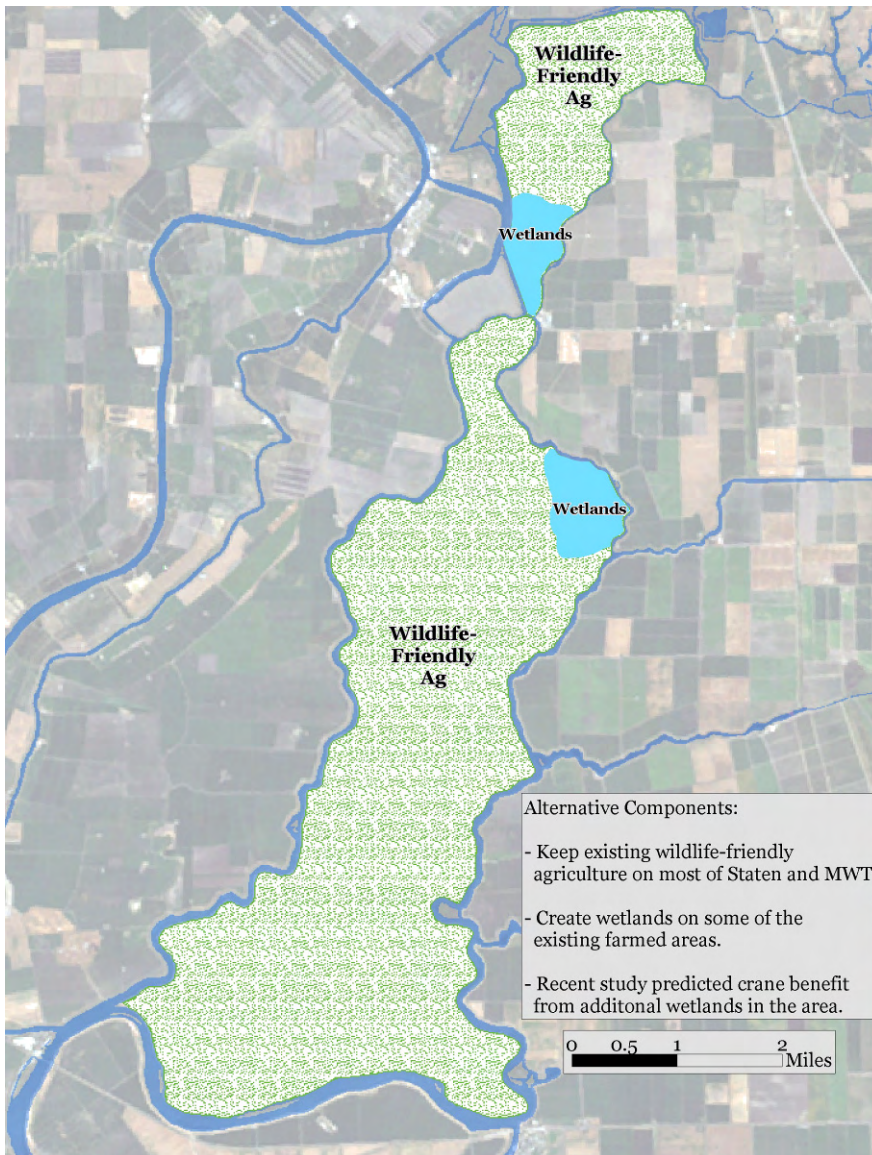 Wildlife-
Friendly
Ag
Wetlands
Wetlands
Wildlife-
Friendly
Ag
Alternative Components:
- Keep existing wildlife-friendly
agriculture on most of Staten and MWT
- Create wetlands on some of the
existing farmed areas.
- Recent study predicted crane benefit
from additonal wetlands in the area.
0 0.5 1 2
Miles